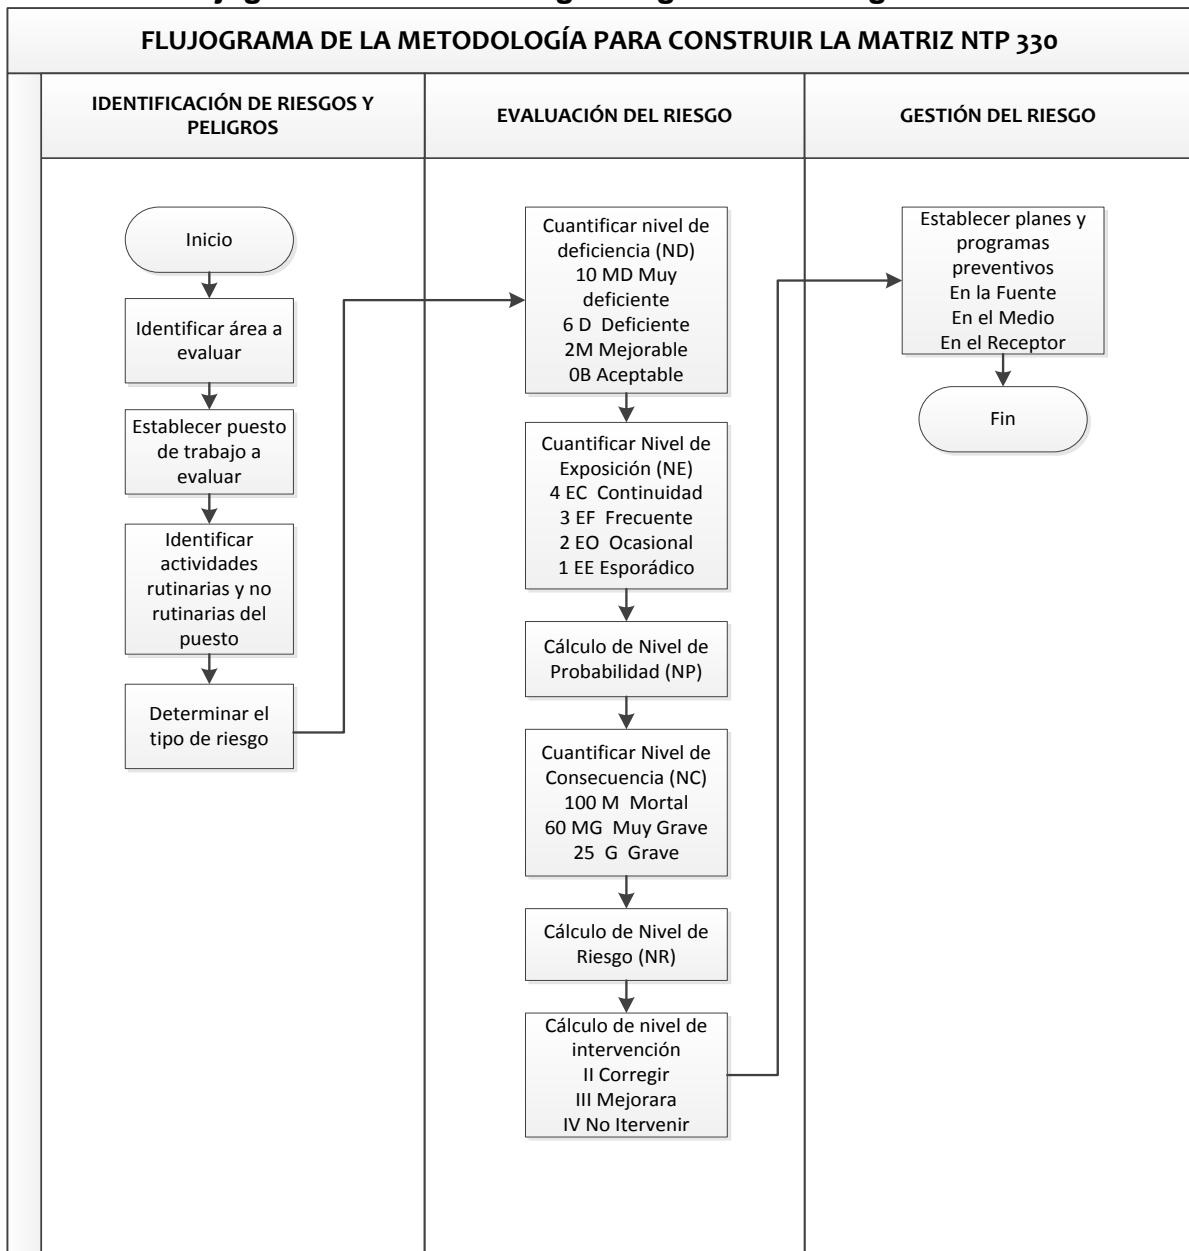 FLUJOGRAMA DE LA METODOLOGÍA PARA CONSTRUIR LA MATRIZ NTP 330
IDENTIFICACIÓN DE RIESGOS Y
PELIGROS
EVALUACIÓN DEL RIESGO
GESTIÓN DEL RIESGO
Inicio
Identificar área a
evaluar
Establecer puesto
de trabajo a
evaluar
Identificar
actividades
rutinarias y no
rutinarias del
puesto
Determinar el
tipo de riesgo
Cuantificar nivel de
deficiencia (ND)
10 MD Muy
deficiente
6 D Deficiente
2M Mejorable
0B Aceptable
Cuantificar Nivel de
Exposición (NE)
4 EC Continuidad
3 EF Frecuente
2 EO Ocasional
1 EE Esporádico
Cálculo de Nivel de
Probabilidad (NP)
Cuantificar Nivel de
Consecuencia (NC)
100 M Mortal
60 MG Muy Grave
25 G Grave
Cálculo de Nivel de
Riesgo (NR)
Cálculo de nivel de
intervención
II Corregir
III Mejorara
IV No Itervenir
Establecer planes y
programas
preventivos
En la Fuente
En el Medio
En el Receptor
Fin